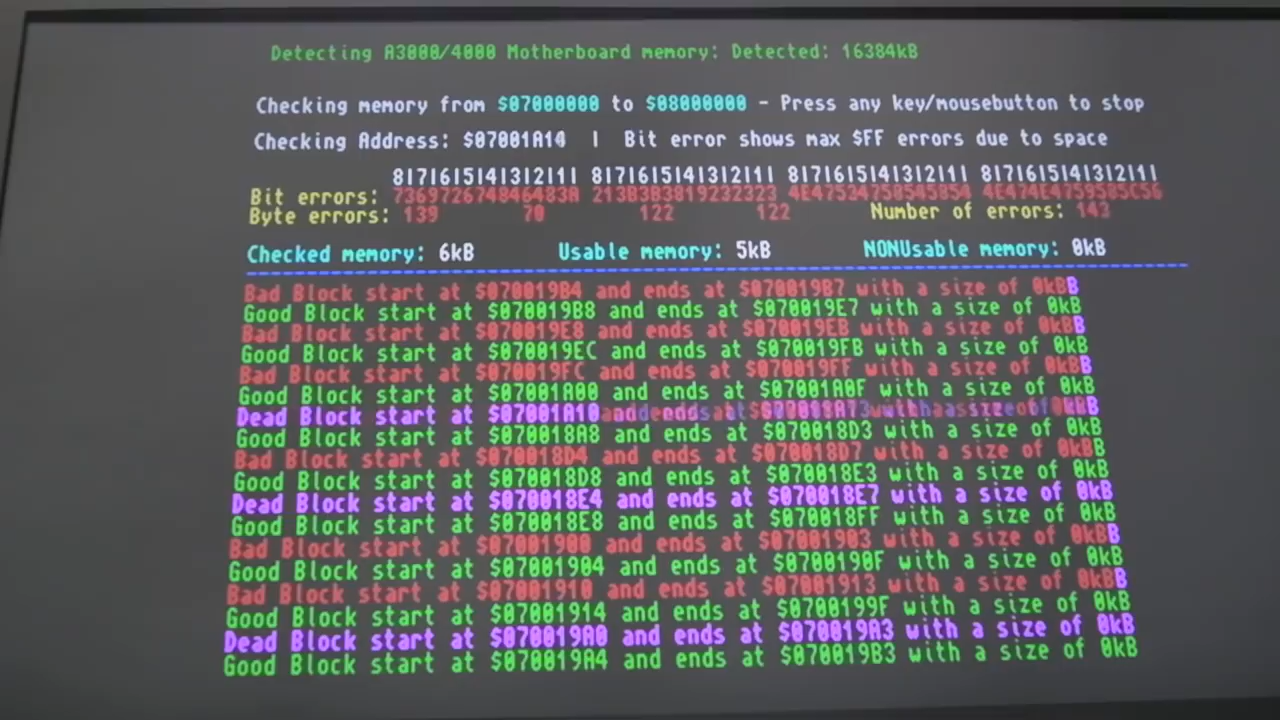 Detecting A3000/4000 Motherboard memory: Detected: 16384kB
Checking memory from $07000000 to $08000000 - Press any key/mousebutton to stop
Checking Address: $07001A14 | Bit error shows max $FF errors due to space
8|7|6|5|4|3|2|1| 8|7|6|5|4|3|2|1| 8|7|6|5|4|3|2|1| 8|7|6|5|4|3|2|1|
Bit errors:
Byte errors: 139 70 122 122 Number of errors: 143
Checked memory: 6kB Usable memory: 5kB NONUsable memory: 0kB
Bad Block start at $070019B4 and ends at $070019B7 with a size of 0kBB
Good Block start at $070019B8 and ends at $070019E7 with a size of 0kB
Bad Block start at $070019E8 and ends at $070019EB with a size of 0kBB
Good Block start at $070019EC and ends at $070019FB with a size of 0kB
Bad Block start at $070019FC and ends at $070019FF with a size of 0kBB
Good Block start at $07001A00 and ends at $07001A0F with a size of 0kB
Dead Block start at $07001A10
Good Block start at $070018A8 and ends at $070018D3 with a size of 0kB
Bad Block start at $070018D4 and ends at $070018D7 with a size of 0kBB
Good Block start at $070018D8 and ends at $070018E3 with a size of 0kB
Dead Block start at $070018E4 and ends at $070018E7 with a size of 0kB
Good Block start at $070018E8 and ends at $070018FF with a size of 0kB
Bad Block start at $07001900 and ends at $07001903 with a size of 0kBB
Good Block start at $07001904 and ends at $0700190F with a size of 0kB
Bad Block start at $07001910 and ends at $07001913 with a size of 0kBB
Good Block start at $07001914 and ends at $0700199F with a size of 0kB
Dead Block start at $070019A0 and ends at $070019A3 with a size of 0kB
Good Block start at $070019A4 and ends at $070019B3 with a size of 0kB